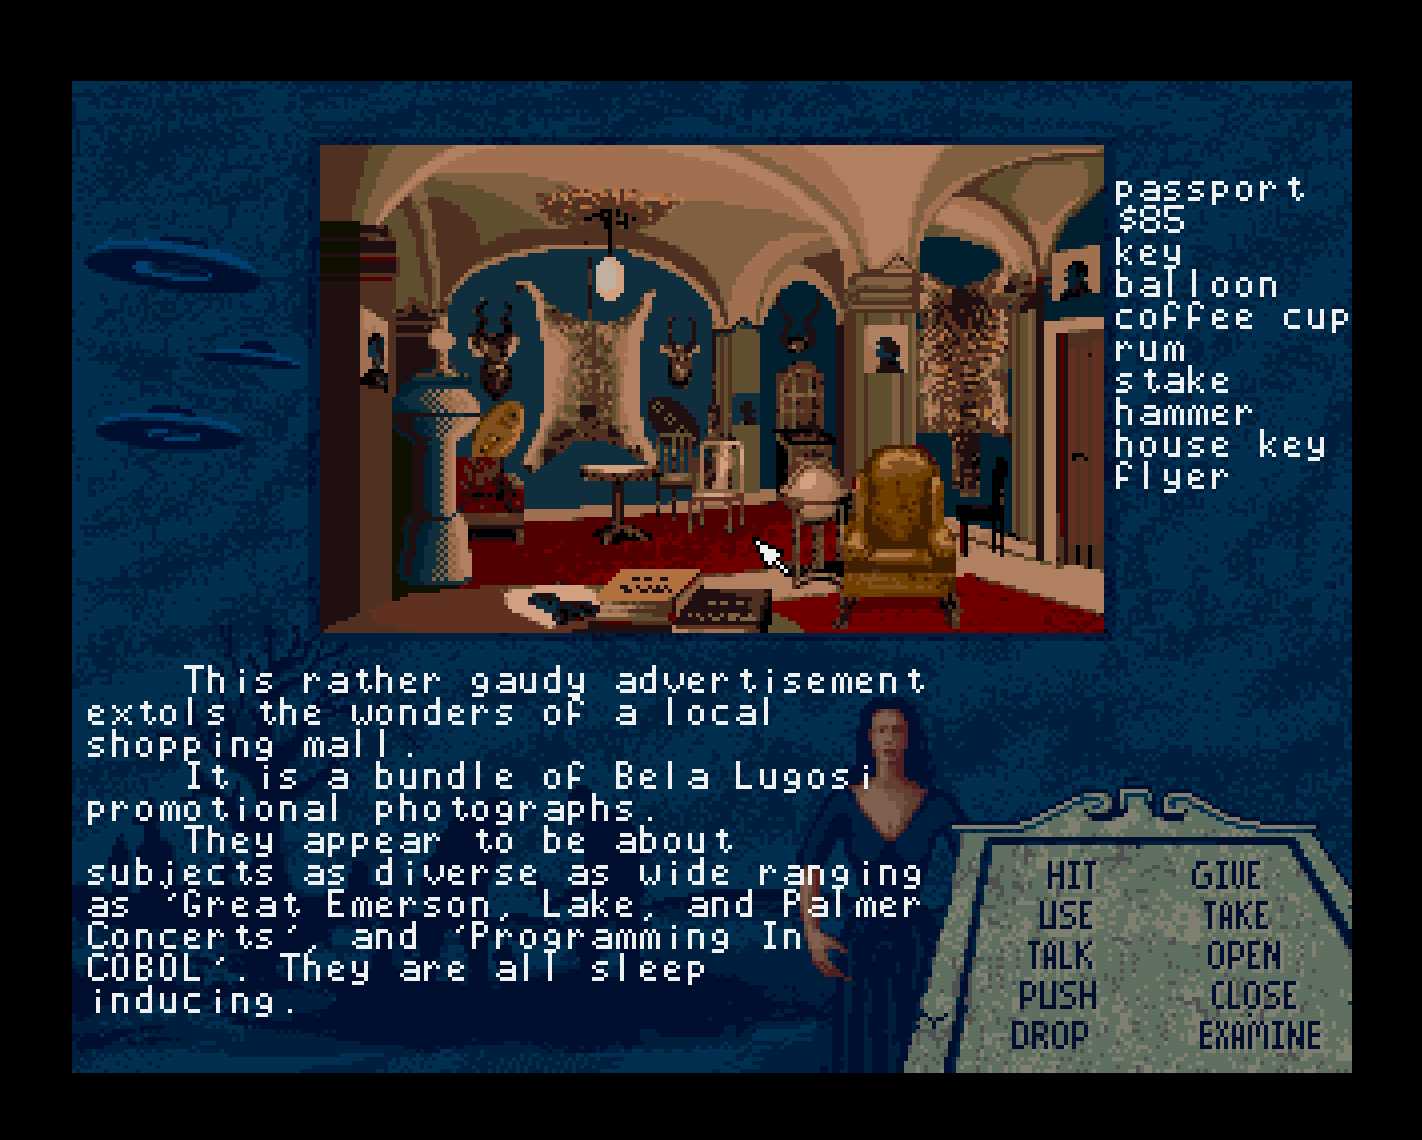 passport
$85
key
balloon
coffee cup
rum
stake
hammer
house key
flyer
This rather gaudy advertisement
extols the wonders of a local
shopping mall.
It is a bundle of Bela Lugosi
promotional photographs.
They appear to be about
subjects as diverse as wide ranging
as 'Great Emerson, Lake, and Palmer
Concerts', and 'Programming In
COBOL'. They are all sleep
inducing.
HIT GIVE
USE TAKE
TALK OPEN
PUSH CLOSE
DROP EXAMINE